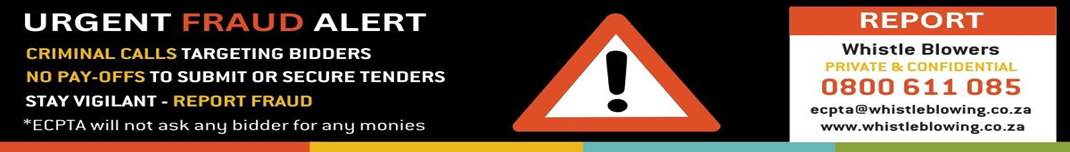 URGENT FRAUD ALERT
CRIMINAL CALLS TARGETING BIDDERS
NO PAY-OFFS TO SUBMIT OR SECURE TENDERS
STAY VIGILANT - REPORT FRAUD
*ECPTA will not ask any bidder for any monies
!
REPORT
Whistle Blowers
PRIVATE & CONFIDENTIAL
0800 611 085
ecpta@whistleblowing.co.za
www.whistleblowing.co.za